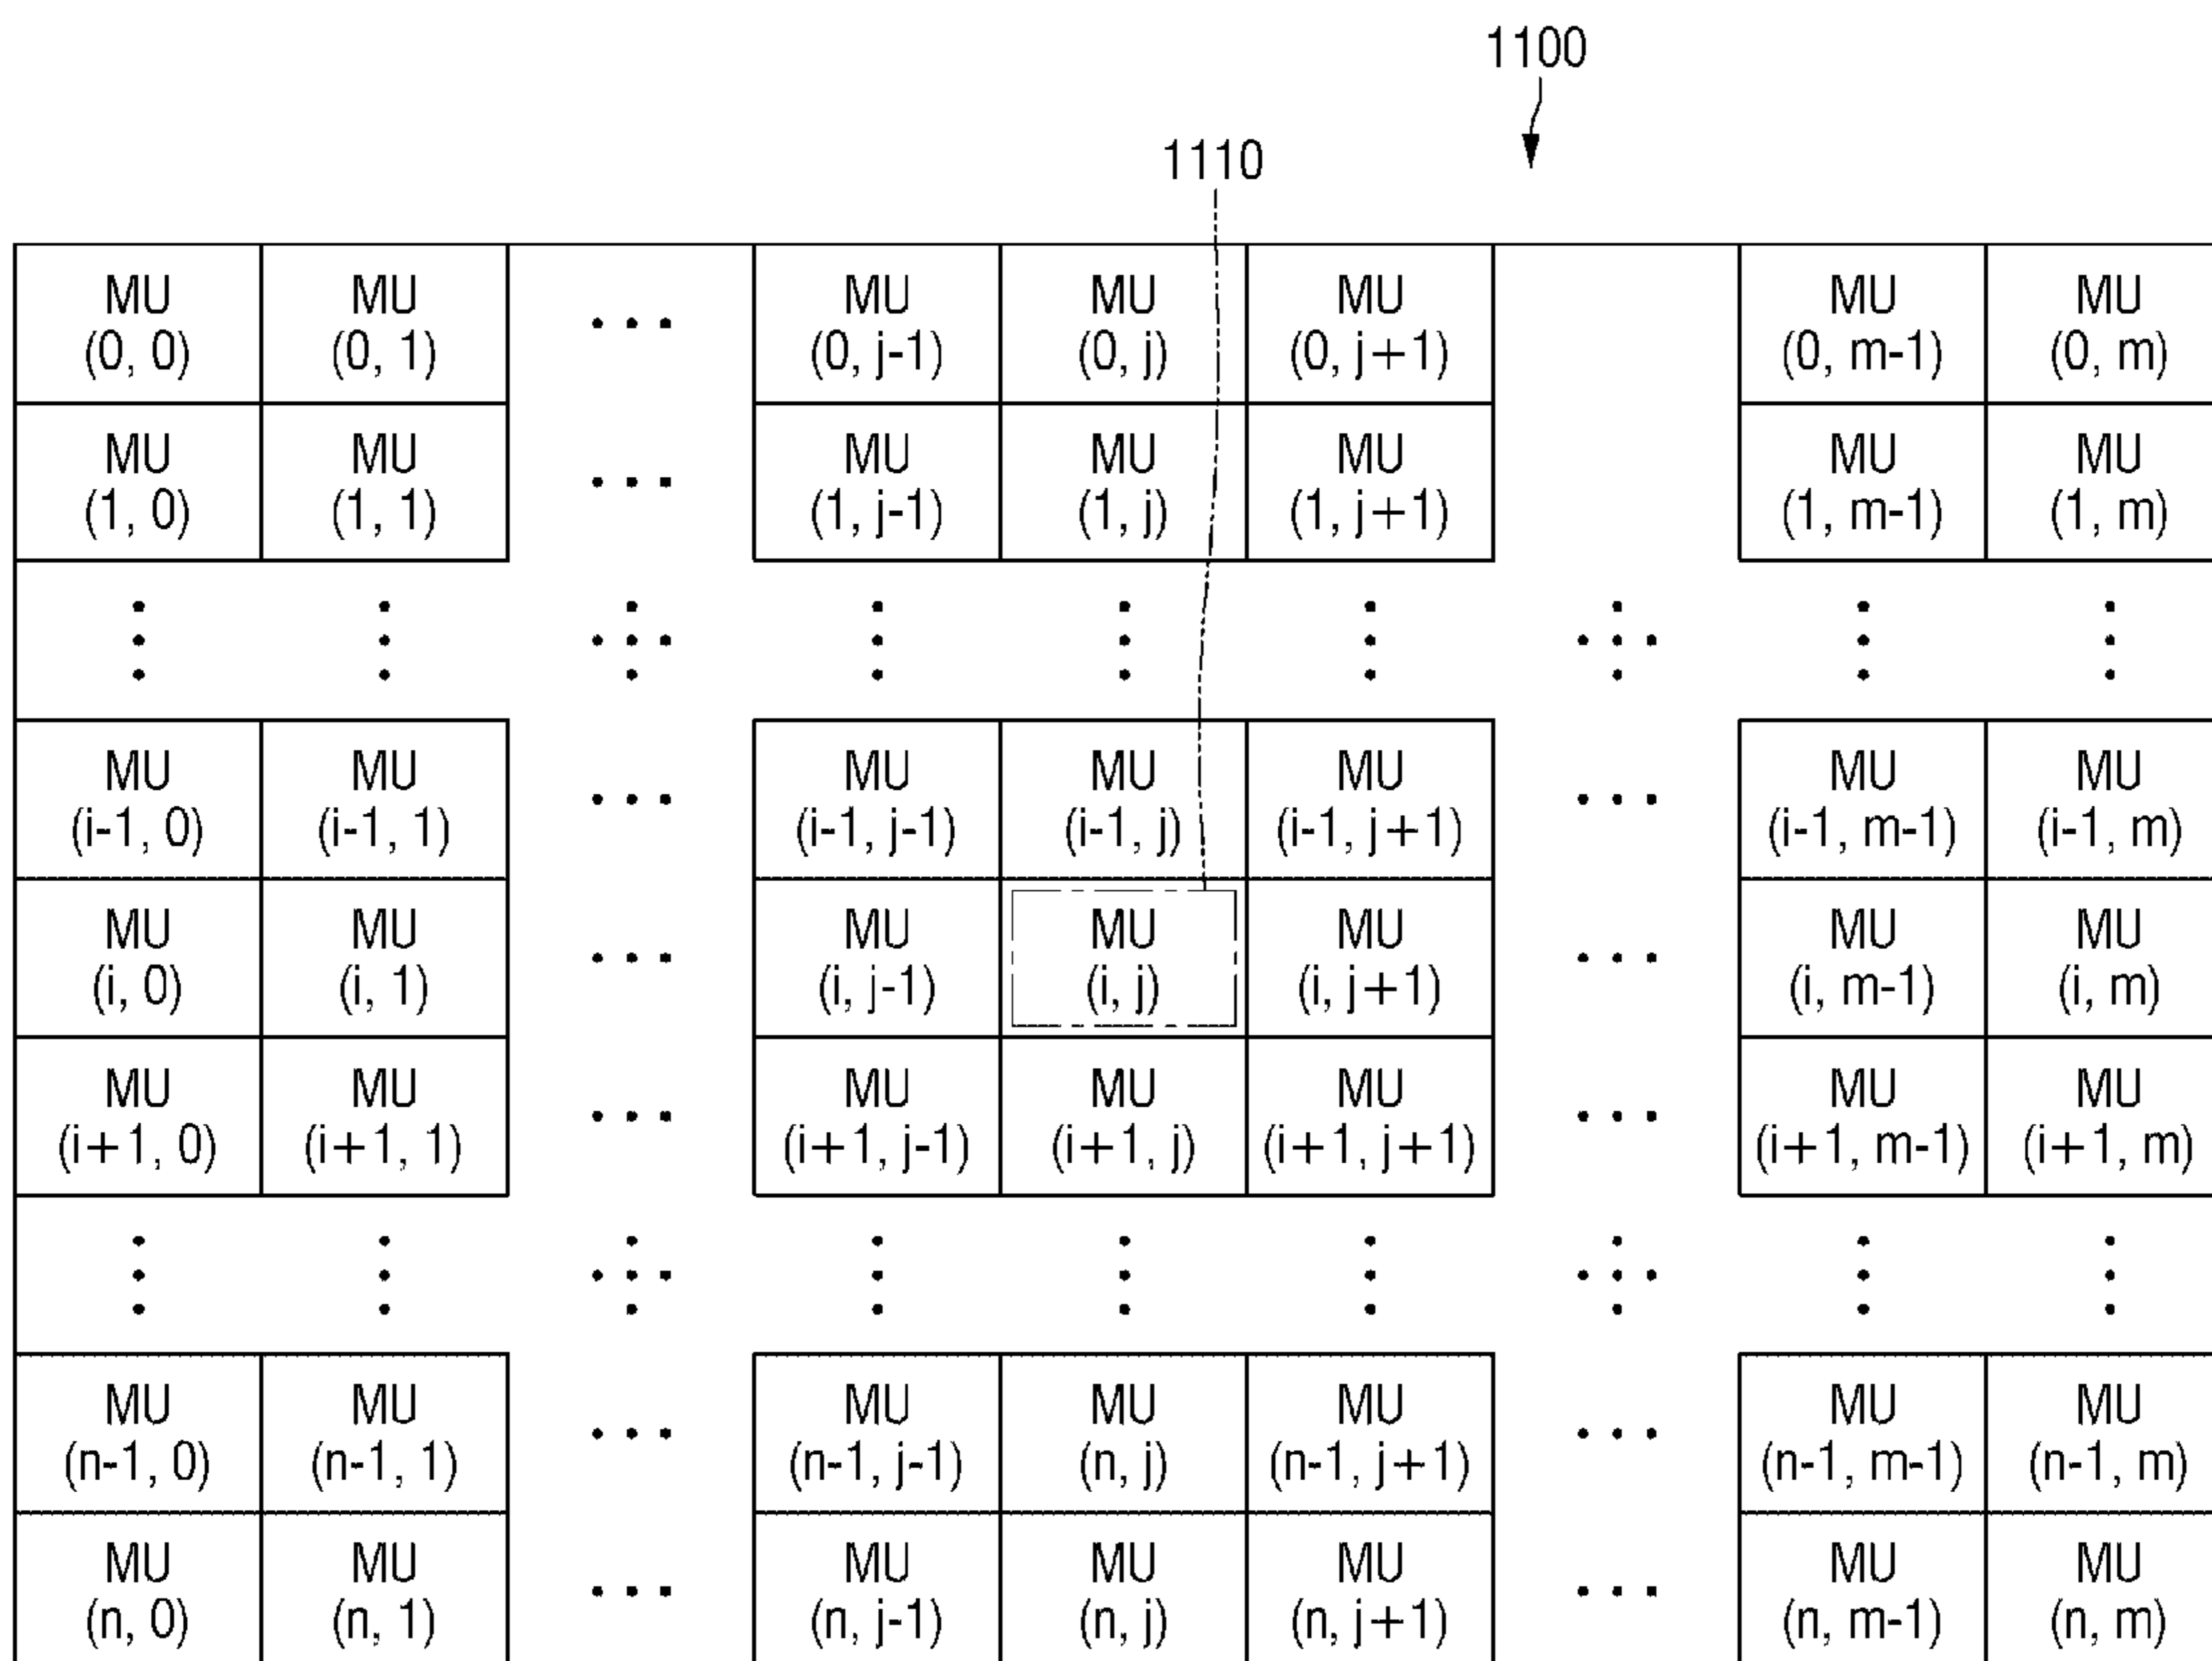 1100
1110
MU MU ... MU MU MU MU MU
(0, 0) (0, 1) (0, j-1) (0, j) (0, j+1) (0, m-1) (0, m)
MU MU ... MU MU MU MU MU
(1, 0) (1, 1) (1, j-1) (1, j) (1, j+1) (1, m-1) (1, m)
MU MU ... MU MU MU ... MU MU
(i-1, 0) (i-1, 1) (i-1, j-1) (i-1, j) (i-1, j+1) (i-1, m-1) (i-1, m)
MU MU ... MU MU MU ... MU MU
(i, 0) (i, 1) (i, j-1) (i, j) (i, j+1) (i, m-1) (i, m)
MU MU ... MU MU MU ... MU MU
(i+1, 0) (i+1, 1) (i+1, j-1) (i+1, j) (i+1, j+1) (i+1, m-1) (i+1, m)
MU MU ... MU MU MU ... MU MU
(n-1, 0) (n-1, 1) (n-1, j-1) (n, j) (n-1, j+1) (n-1, m-1) (n-1, m)
MU MU ... MU MU MU ... MU MU
(n, 0) (n, 1) (n, j-1) (n, j) (n, j+1) (n, m-1) (n, m)